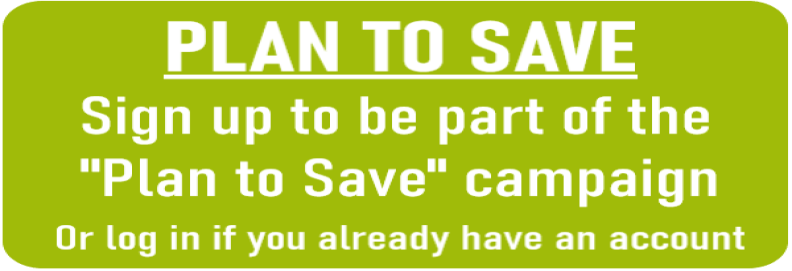 PLAN TO SAVE
Sign up to be part of the
"Plan to Save" campaign
Or log in if you already have an account